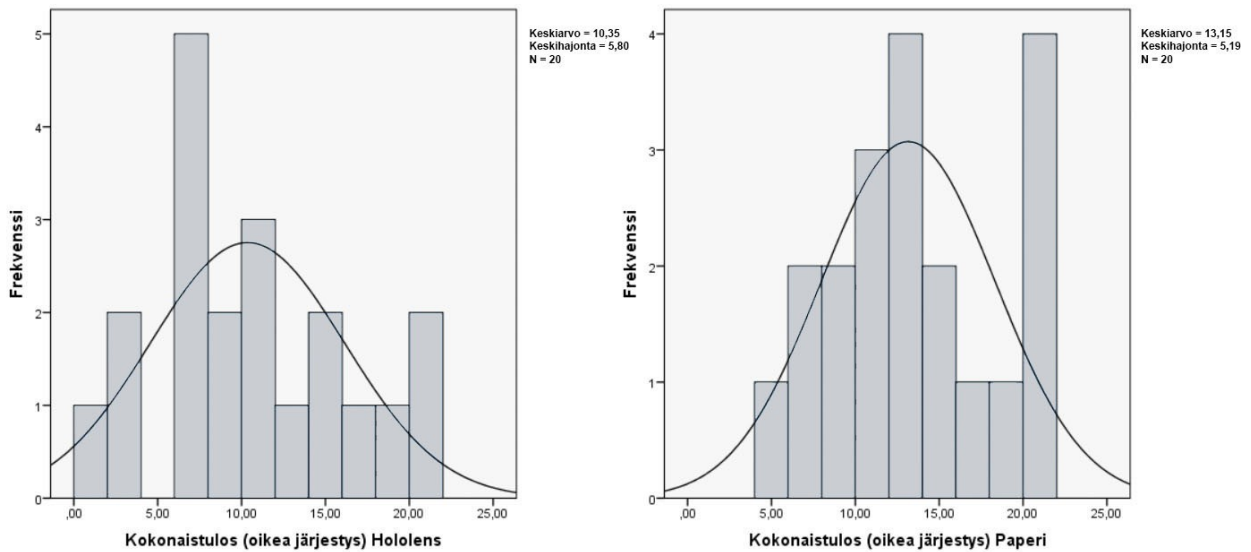 Keskiarvo = 10,35
Keskihajonta = 5,80
N = 20
Frekvenssi
5
4
3
2
1
0
,00 5,00 10,00 15,00 20,00 25,00
Kokonaistulos (oikea järjestys) Hololens
Keskiarvo = 13,15
Keskihajonta = 5,19
N = 20
Frekvenssi
4
3
2
1
0
,00 5,00 10,00 15,00 20,00 25,00
Kokonaistulos (oikea järjestys) Paperi